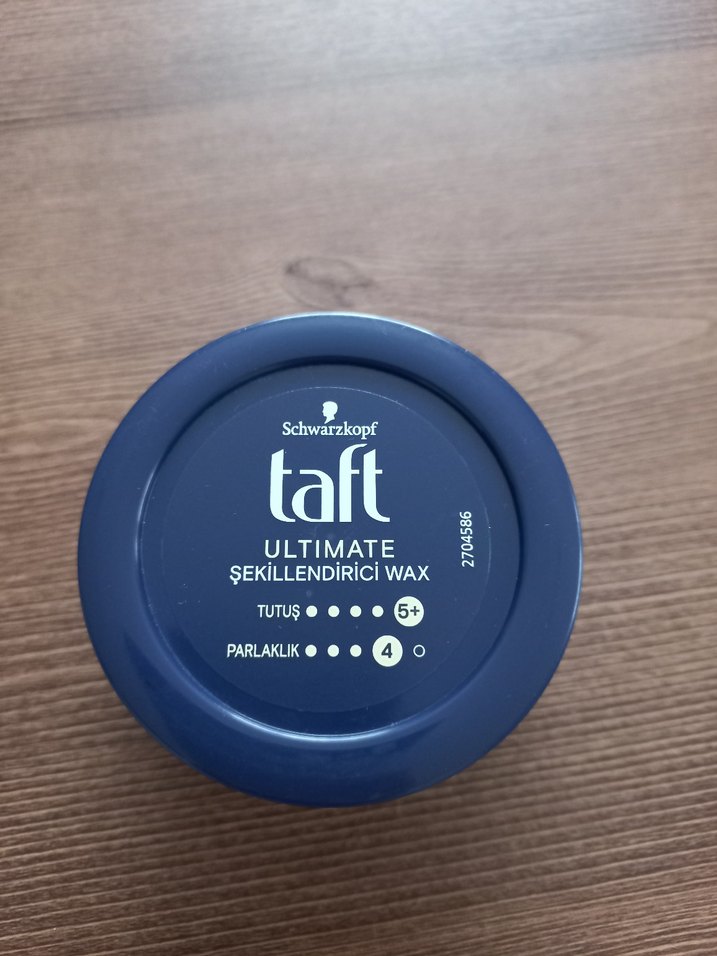 Schwarzkopf
taft
ULTIMATE
ŞEKİLLENDİRİCİ WAX
TUTUŞ 5+
PARLAKLIK 4
2704586